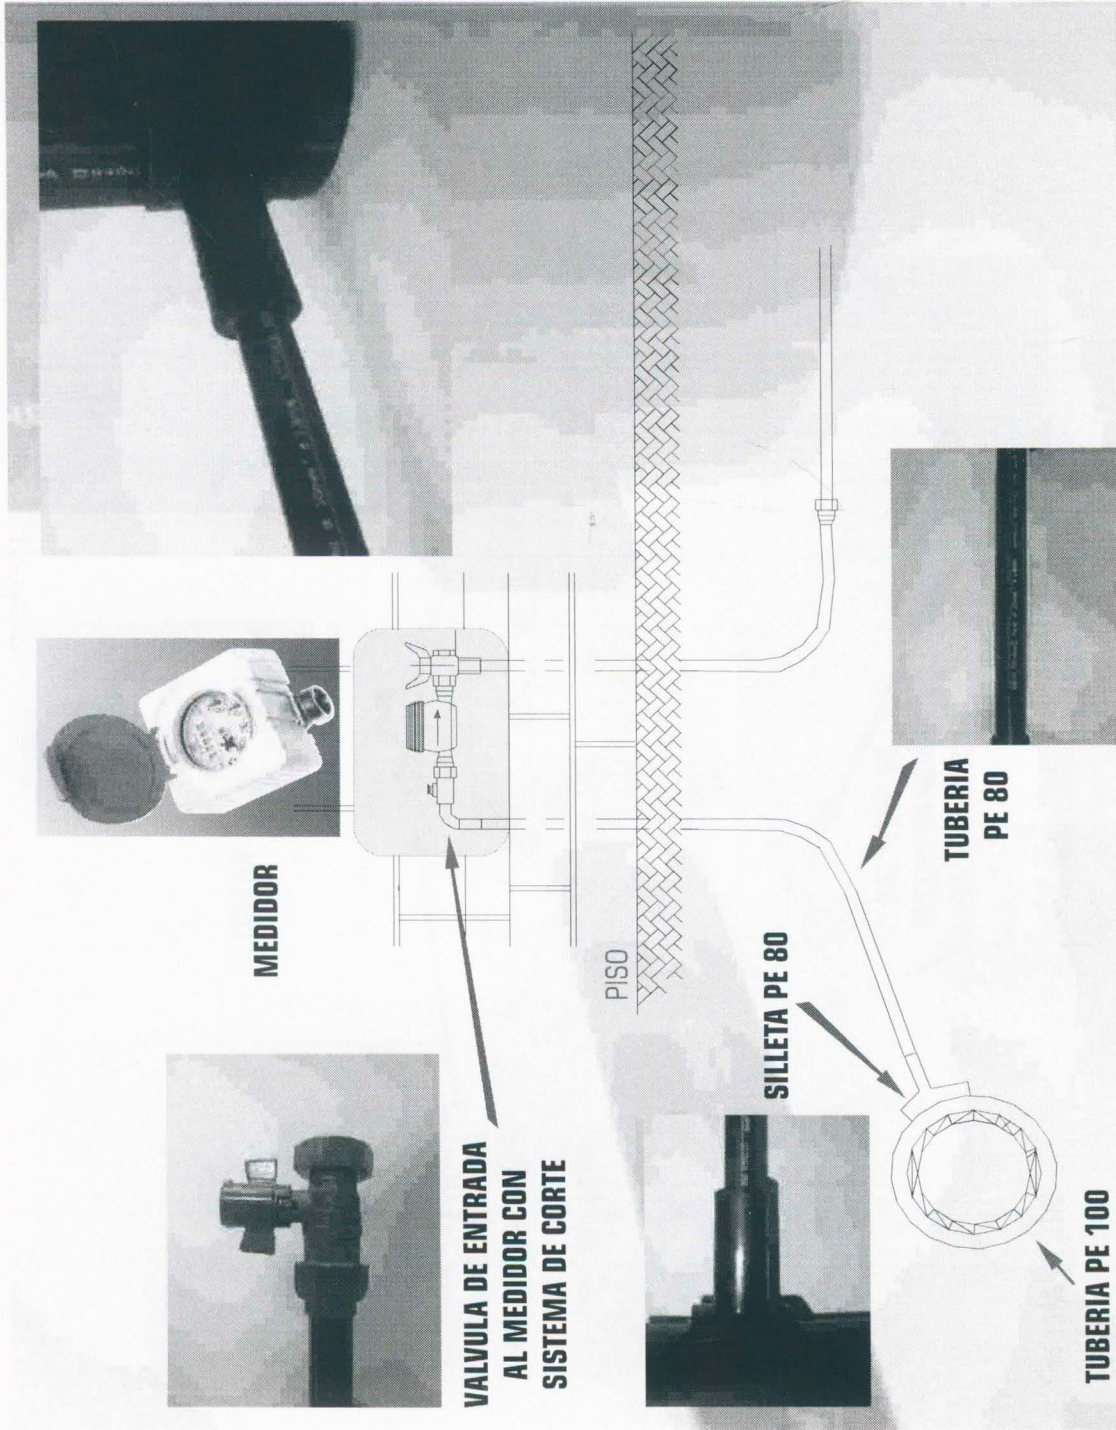 MEDIDOR
VALVULA DE ENTRADA
AL MEDIDOR CON
SISTEMA DE CORTE
PISO
SILLETA PE 80
TUBERIA
PE 80
TUBERIA PE 100